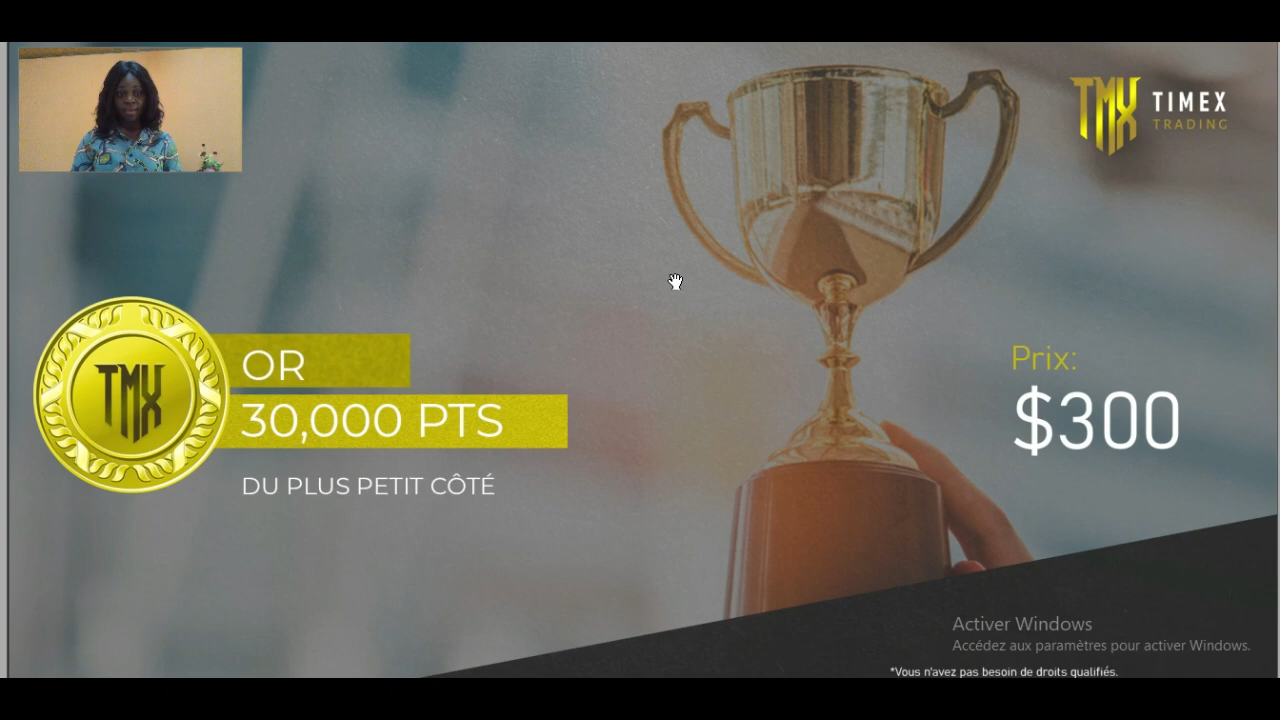 TMX
TIMEX
TRADING
TMX
OR
30,000 PTS
DU PLUS PETIT CÔTÉ
Prix:
$300
Activer Windows
Accédez aux paramètres pour activer Windows.
*Vous n'avez pas besoin de droits qualifiés.